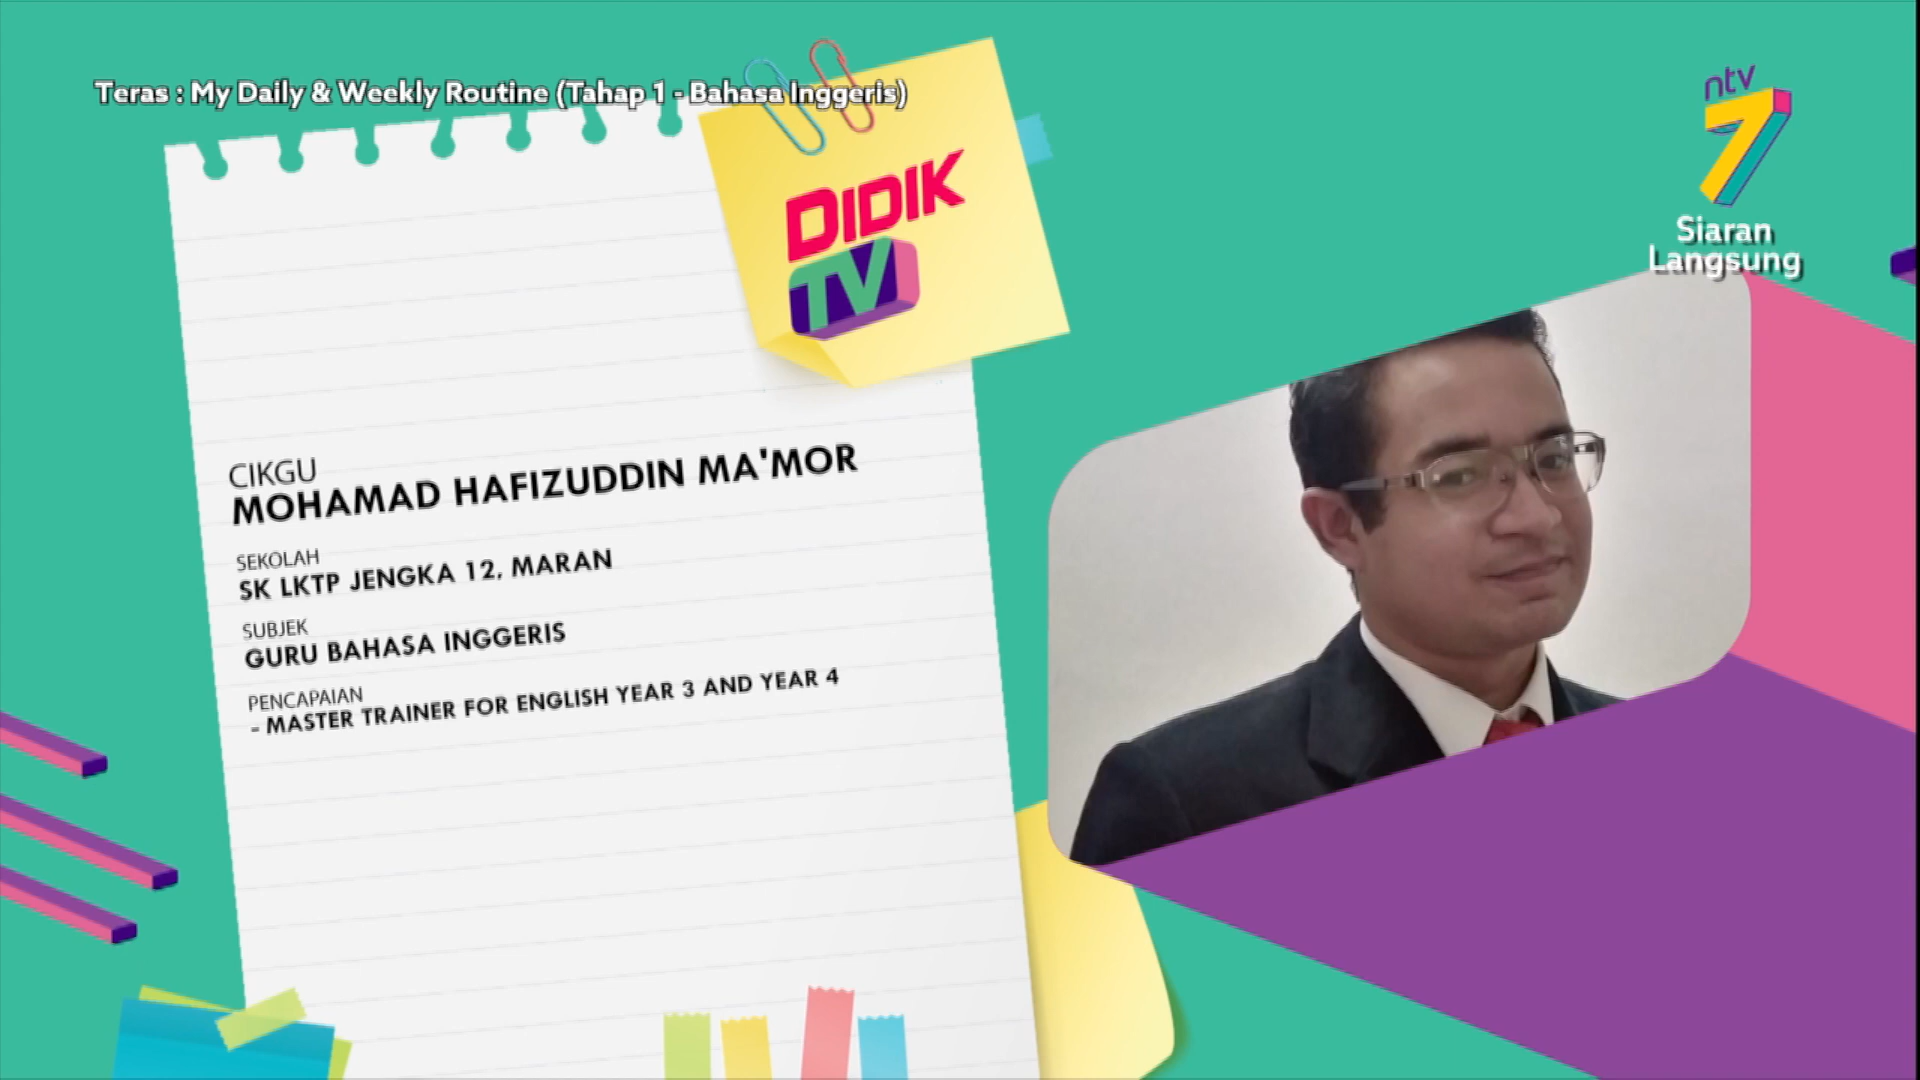 Teras : My Daily & Weekly Routine (Tahap 1 - Bahasa Inggeris)
DIDIK
TV
ntv
7
Siaran
Langsung
CIKGU
MOHAMAD HAFIZUDDIN MA'MOR
SEKOLAH
SK LKTP JENGKA 12, MARAN
SUBJEK
GURU BAHASA INGGERIS
PENCAPAIAN
- MASTER TRAINER FOR ENGLISH YEAR 3 AND YEAR 4